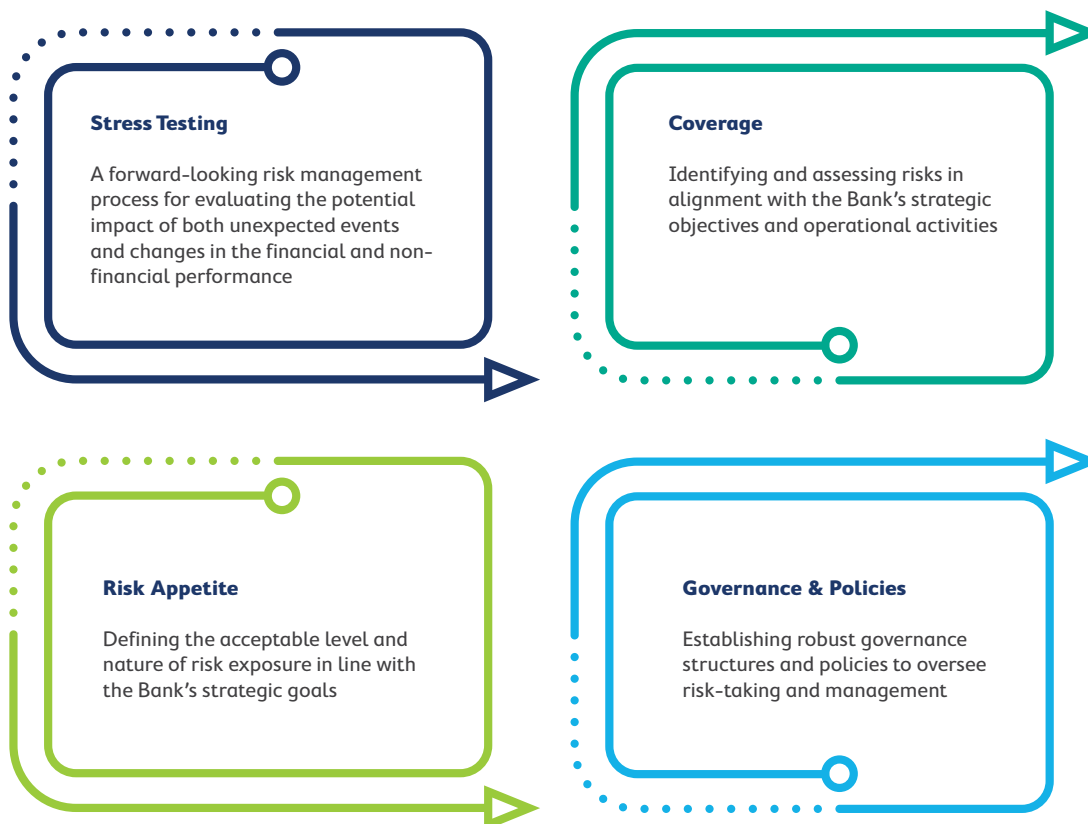 Stress Testing
A forward-looking risk management
process for evaluating the potential
impact of both unexpected events
and changes in the financial and non-
financial performance
Coverage
Identifying and assessing risks in
alignment with the Bank's strategic
objectives and operational activities
Risk Appetite
Defining the acceptable level and
nature of risk exposure in line with
the Bank's strategic goals
Governance & Policies
Establishing robust governance
structures and policies to oversee
risk-taking and management